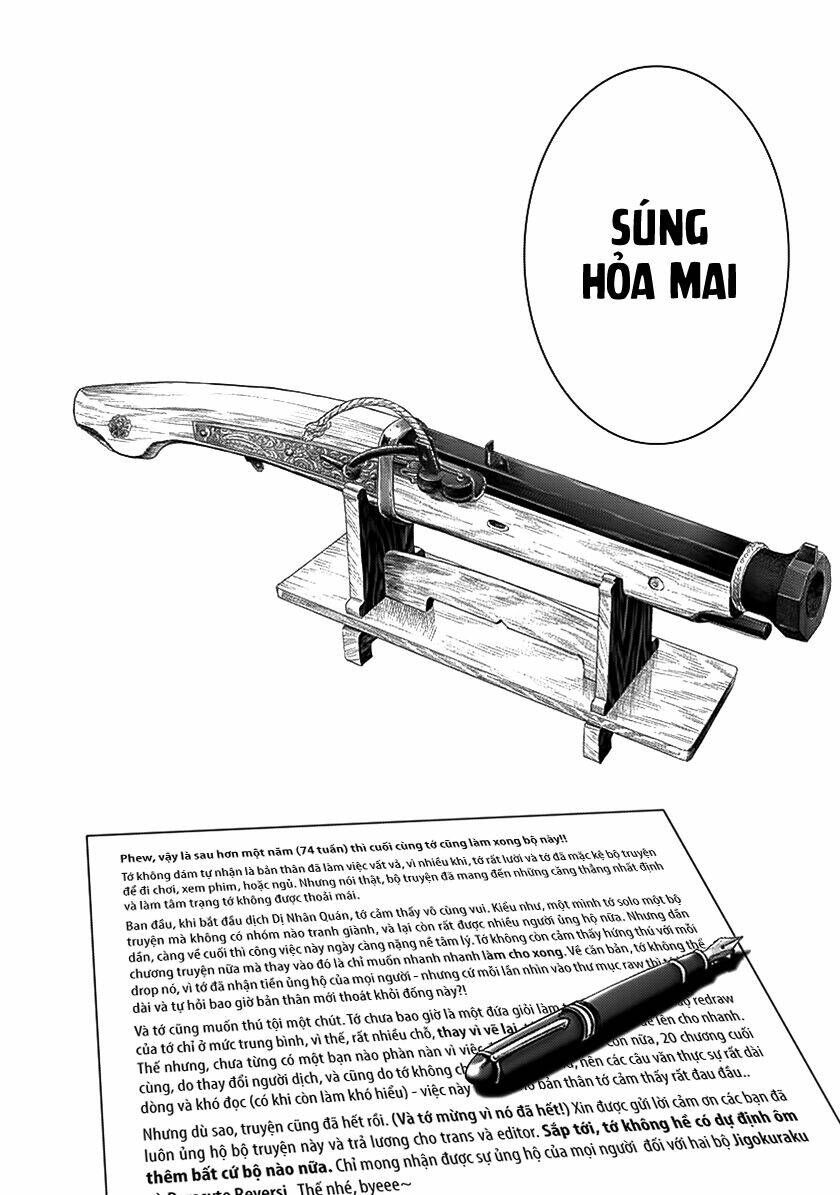 SÚNG
HỎA MAI
Phew, vậy là sau hơn một năm (74 tuần) thì cuối cùng tớ cũng làm xong bộ này!!
Tớ không dám tự nhận là bản thân đã làm việc vất vả, vì nhiều khi, tớ rất lười và tớ đã mặc kệ bộ truyện
để đi chơi, xem phim, hoặc ngủ. Nhưng nói thật, bộ truyện đã mang đến những căng thẳng nhất định
và làm tâm trạng tớ không được thoải mái.
Ban đầu, khi bắt đầu dịch Dị Nhân Quán, tớ cảm thấy vô cùng vui. Kiểu như, một mình tớ solo một bộ
truyện mà không có nhóm nào tranh giành, và lại còn rất được nhiều người ủng hộ nữa. Nhưng dần
dần, càng về cuối thì công việc này ngày càng nặng nề tâm lý. Tớ không còn cảm thấy hứng thú với mỗi
chương truyện nữa mà thay vào đó là chỉ muốn nhanh nhanh làm cho xong. Về căn bản, tớ không thể
drop nó, vì tớ đã nhận tiền ủng hộ của mọi người - nhưng cứ mỗi lần nhìn vào thư mục raw thì
dài và tự hỏi bao giờ bản thân mới thoát khỏi đống này?!
Và tớ cũng muốn thú tội một chút. Tớ chưa bao giờ là một đứa giỏi làm redraw
của tớ chỉ ở mức trung bình, vì thế, rất nhiều chỗ, thay vì vẽ lại, để lên cho nhanh.
Thế nhưng, chưa từng có một bạn nào phàn nàn vì việc còn nữa, 20 chương cuối
cùng, do thay đổi người dịch, và cũng do tớ không nên các câu văn thực sự rất dài
dòng và khó đọc (có khi còn làm khó hiểu) - việc này bản thân tớ cảm thấy rất đau đầu..
Nhưng dù sao, truyện cũng đã hết rồi. (Và tớ mừng vì nó đã hết!) Xin được gửi lời cảm ơn các bạn đã
luôn ủng hộ bộ truyện này và trả lương cho trans và editor. Sắp tới, tớ không hề có dự định ôm
thêm bất cứ bộ nào nữa. Chỉ mong nhận được sự ủng hộ của mọi người đối với hai bộ Jigokuraku
và Parasyte Reversi. Thế nhé, byeee~